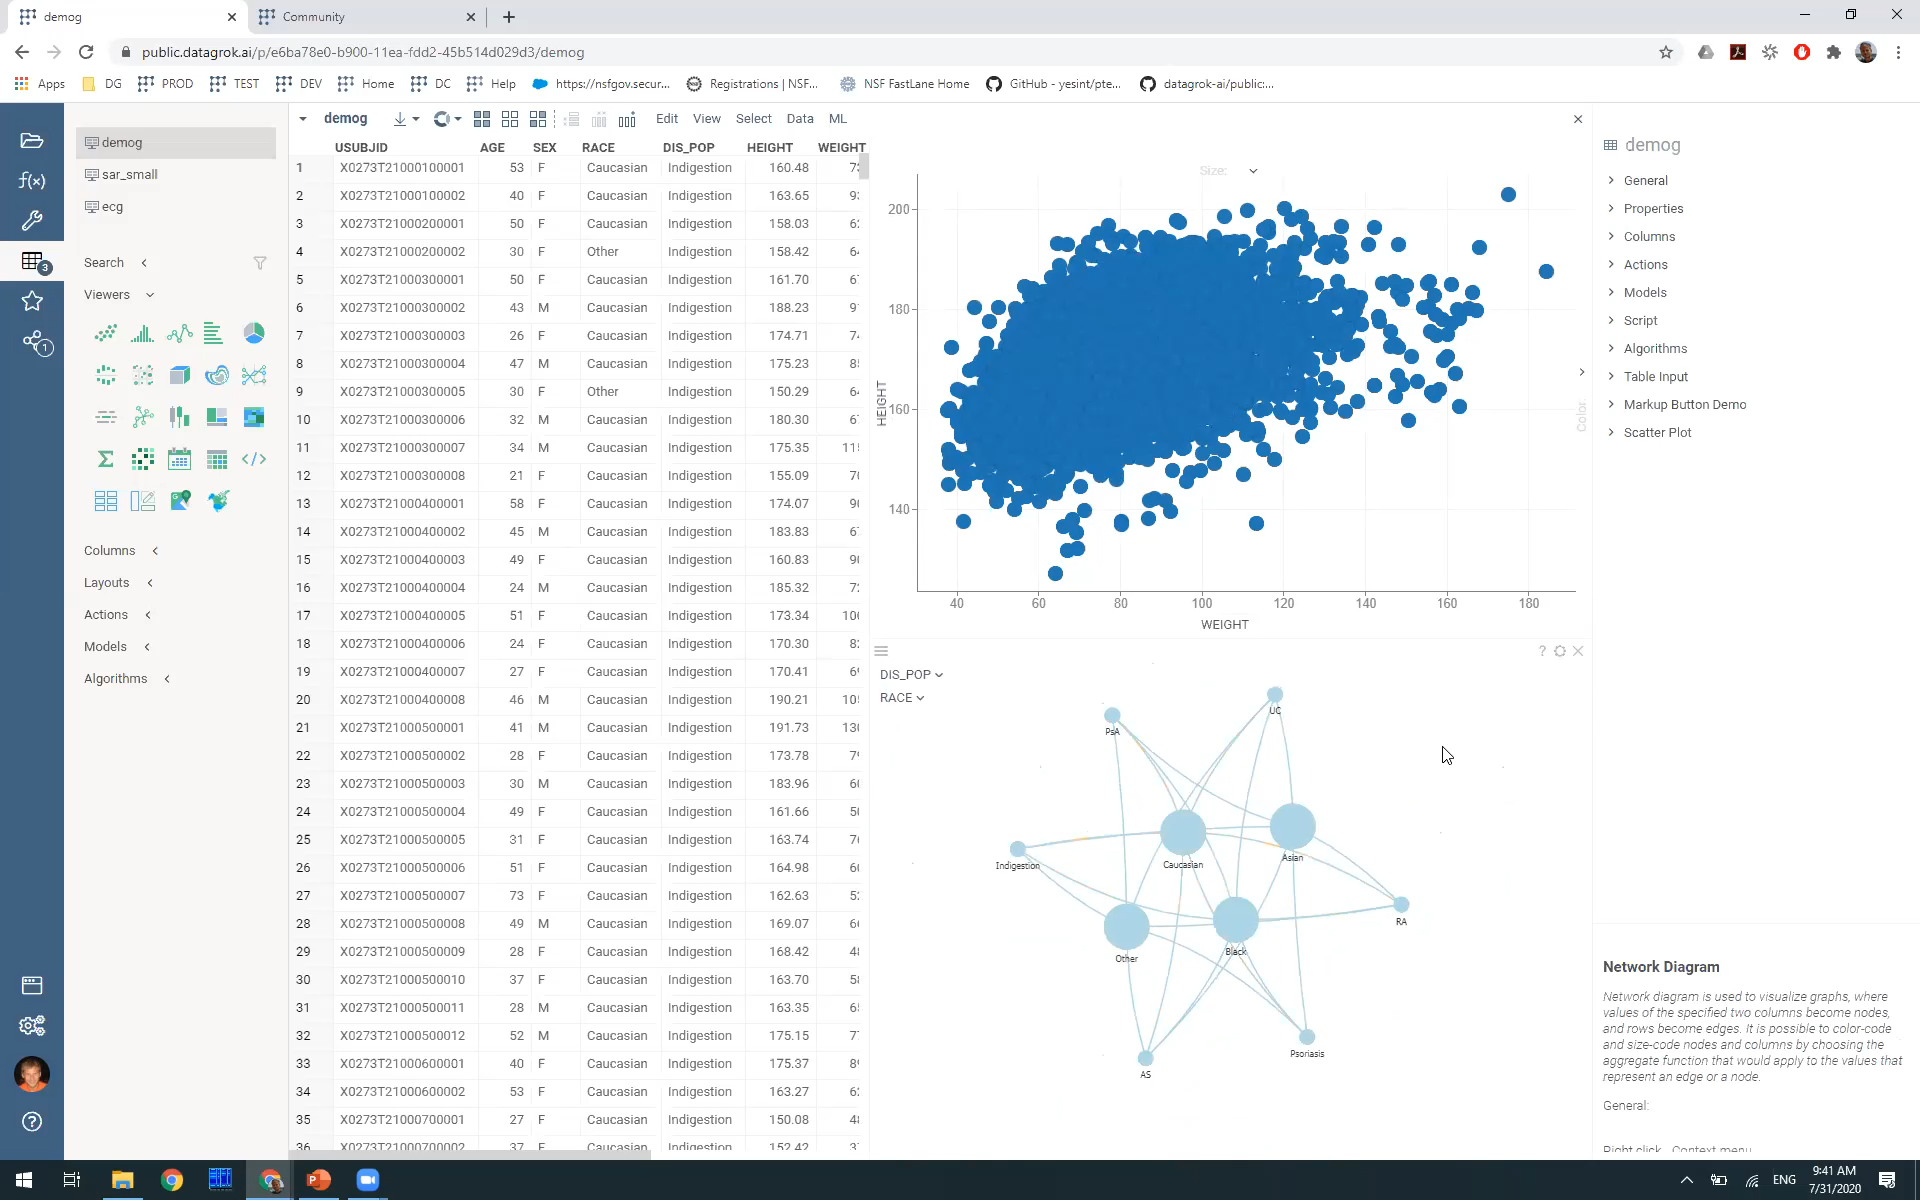 demog
Community
public.datagrok.ai/p/e6ba78e0-b900-11ea-fdd2-45b514d029d3/demog
Apps DG PROD TEST DEV Home DC Help https://nsfgov.secur... Registrations | NSF... NSF FastLane Home GitHub - yesint/pte... datagrok-ai/public:...
demog
sar_small
ecg
3
1
Search
Viewers
Columns
Layouts
Actions
Models
Algorithms
demog Edit View Select Data ML
USUBJID AGE SEX RACE DIS_POP HEIGHT WEIGHT
1 X0273T21000100001 53 F Caucasian Indigestion 160.48
2 X0273T21000100002 40 F Caucasian Indigestion 163.65
3 X0273T21000200001 50 F Caucasian Indigestion 158.03
4 X0273T21000200002 30 F Other Indigestion 158.42
5 X0273T21000300001 50 F Caucasian Indigestion 161.70
6 X0273T21000300002 43 M Caucasian Indigestion 188.23
7 X0273T21000300003 26 F Caucasian Indigestion 174.71
8 X0273T21000300004 47 M Caucasian Indigestion 175.23
9 X0273T21000300005 30 F Other Indigestion 150.29
10 X0273T21000300006 32 M Caucasian Indigestion 180.30
11 X0273T21000300007 34 M Caucasian Indigestion 175.35
12 X0273T21000300008 21 F Caucasian Indigestion 155.09
13 X0273T21000400001 58 F Caucasian Indigestion 174.07
14 X0273T21000400002 45 M Caucasian Indigestion 183.83
15 X0273T21000400003 49 F Caucasian Indigestion 160.83
16 X0273T21000400004 24 M Caucasian Indigestion 185.32
17 X0273T21000400005 51 F Caucasian Indigestion 173.34
18 X0273T21000400006 24 F Caucasian Indigestion 170.30
19 X0273T21000400007 27 F Caucasian Indigestion 170.41
20 X0273T21000400008 46 M Caucasian Indigestion 190.21
21 X0273T21000500001 41 M Caucasian Indigestion 191.73
22 X0273T21000500002 28 F Caucasian Indigestion 173.78
23 X0273T21000500003 30 M Caucasian Indigestion 183.96
24 X0273T21000500004 49 F Caucasian Indigestion 161.66
25 X0273T21000500005 31 F Caucasian Indigestion 163.74
26 X0273T21000500006 51 F Caucasian Indigestion 164.98
27 X0273T21000500007 73 F Caucasian Indigestion 162.63
28 X0273T21000500008 49 M Caucasian Indigestion 169.07
29 X0273T21000500009 28 F Caucasian Indigestion 168.42
30 X0273T21000500010 37 F Caucasian Indigestion 163.70
31 X0273T21000500011 28 M Caucasian Indigestion 163.35
32 X0273T21000500012 52 M Caucasian Indigestion 175.15
33 X0273T21000600001 40 F Caucasian Indigestion 175.37
34 X0273T21000600002 53 F Caucasian Indigestion 163.27
35 X0273T21000700001 27 F Caucasian Indigestion 150.08
36 X0273T21000700002 37 F Caucasian Indigestion 152.42
Size:
200
180
160
140
HEIGHT
Color:
40 60 80 100 120 140 160 180
WEIGHT
DIS_POP
RACE
UC
PsA
Caucasian
Asian
Indigestion
RA
Other
Black
Psoriasis
AS
demog
General
Properties
Columns
Actions
Models
Script
Algorithms
Table Input
Markup Button Demo
Scatter Plot
Network Diagram
Network diagram is used to visualize graphs, where
values of the specified two columns become nodes,
and rows become edges. It is possible to color-code
and size-code nodes and columns by choosing the
aggregate function that would apply to the values that
represent an edge or a node.
General:
Right click Context menu
ENG
9:41 AM
7/31/2020